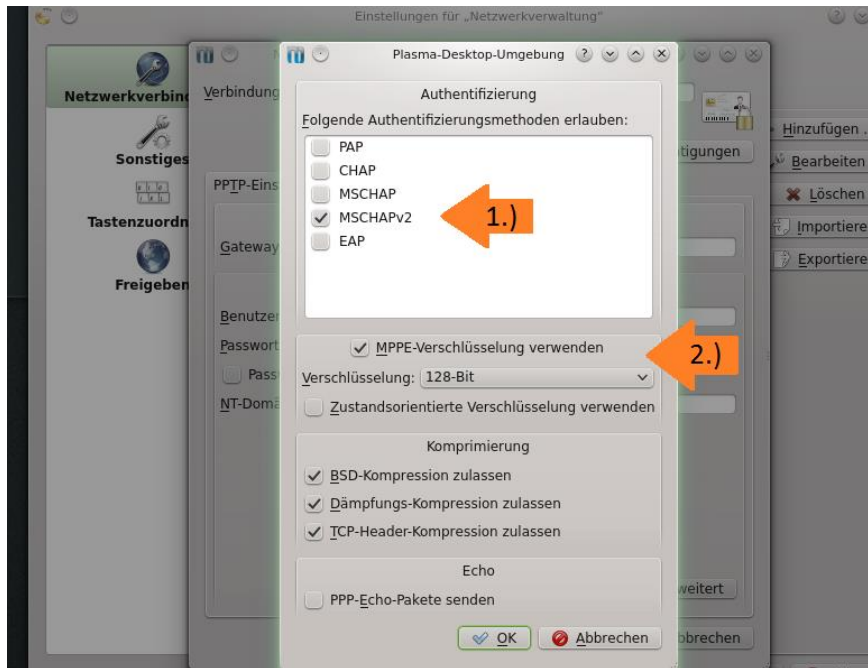 Einstellungen für „Netzwerkverwaltung“
Plasma-Desktop-Umgebung
Netzwerkverbin
Sonstiges
Tastenzuordn
Freigeben
Verbindung
tigungen
PPTP-Eins
Gateway
Benutzer
Passwort
Pass
NT-Domä
weitert
bbrechen
Hinzufügen .
Bearbeiten
Löschen
Importiere
Exportiere
Authentifizierung
Folgende Authentifizierungsmethoden erlauben:
PAP
CHAP
MSCHAP
MSCHAPv2
1.)
EAP
MPPE-Verschlüsselung verwenden
2.)
Verschlüsselung: 128-Bit
Zustandsorientierte Verschlüsselung verwenden
Komprimierung
BSD-Kompression zulassen
Dämpfungs-Kompression zulassen
TCP-Header-Kompression zulassen
Echo
PPP-Echo-Pakete senden
OK
Abbrechen